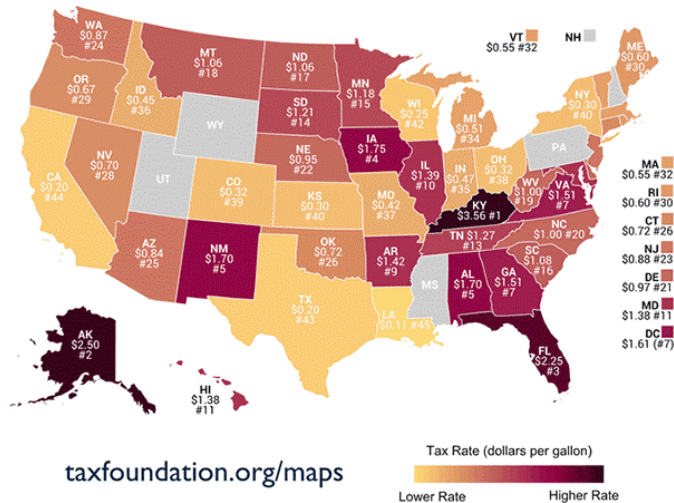 WA
$0.87
#24
MT
$1.06
#18
ND
$1.06
#17
MN
$1.18
#15
VT
$0.55 #32
NH
ME
$0.60
#30
OR
$0.67
#29
ID
$0.45
#36
WY
SD
$1.21
#14
WI
$0.25
#42
MI
$0.51
#34
NY
$0.30
#40
NV
$0.70
#28
UT
NE
$0.95
#22
IA
$1.75
#4
IL
$1.39
#10
IN
$0.47
#35
OH
$0.32
#38
PA
CA
$0.20
#44
CO
$0.32
#39
KS
$0.30
#40
MO
$0.42
#37
KY
$3.56 #1
WV
$1.00
#19
VA
$1.51
#7
MA
$0.55 #32
RI
$0.60 #30
CT
$0.72 #26
NJ
$0.88 #23
DE
$0.97 #21
MD
$1.38 #11
DC
$1.61 (#7)
AZ
$0.84
#25
NM
$1.70
#5
OK
$0.72
#26
AR
$1.42
#9
TN $1.27
#13
NC
$1.00 #20
SC
$1.08
#16
TX
$0.20
#43
LA
$0.11 #45
MS
AL
$1.70
#5
GA
$1.51
#7
FL
$2.25
#3
AK
$2.50
#2
HI
$1.38
#11
taxfoundation.org/maps
Tax Rate (dollars per gallon)
Lower Rate
Higher Rate